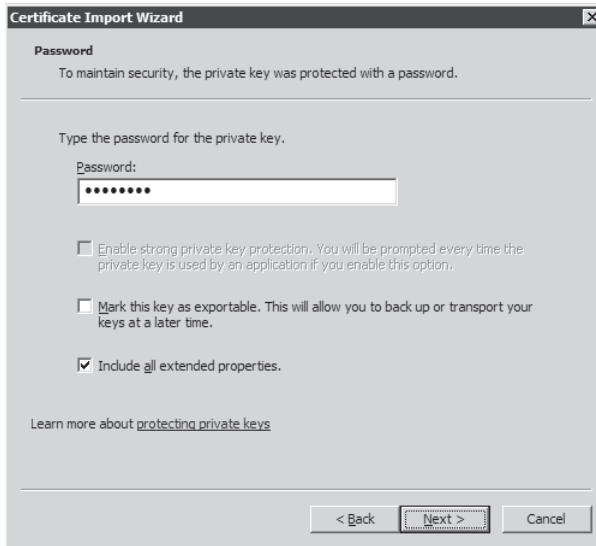 Certificate Import Wizard
Password
To maintain security, the private key was protected with a password.
Type the password for the private key.
Password:
••••••••
Enable strong private key protection. You will be prompted every time the
private key is used by an application if you enable this option.
Mark this key as exportable. This will allow you to back up or transport your
keys at a later time.
Include all extended properties.
Learn more about protecting private keys
< Back Next > Cancel